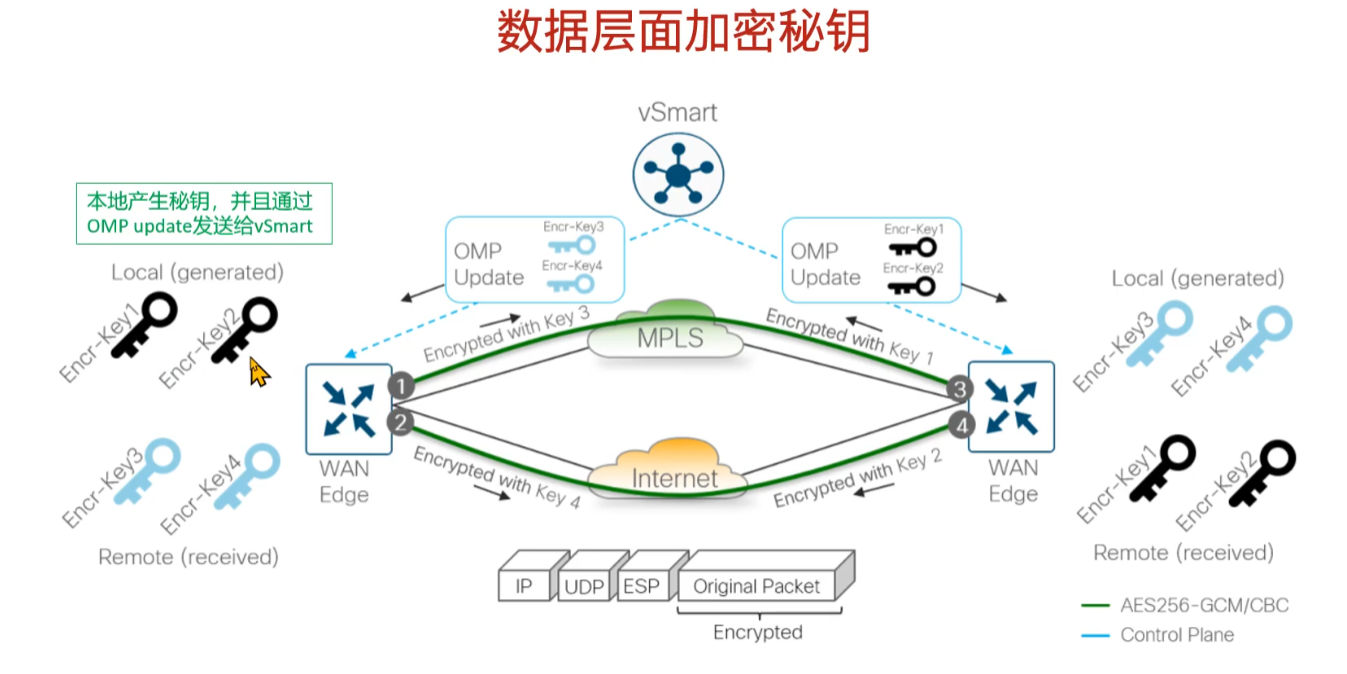 数据层面加密秘钥
vSmart
本地产生秘钥，并且通过
OMP update发送给vSmart
OMP
Update
Encr-Key3
Encr-Key4
OMP
Update
Encr-Key1
Encr-Key2
Local (generated)
Encr-Key1
Encr-Key2
Local (generated)
Encr-Key3
Encr-Key4
Encrypted with Key 3
MPLS
Encrypted with Key 1
1
2
3
4
WAN
Edge
WAN
Edge
Encrypted with Key 4
Internet
Encrypted with Key 2
Encr-Key3
Encr-Key4
Remote (received)
Encr-Key1
Encr-Key2
Remote (received)
IP
UDP
ESP
Original Packet
Encrypted
AES256-GCM/CBC
Control Plane